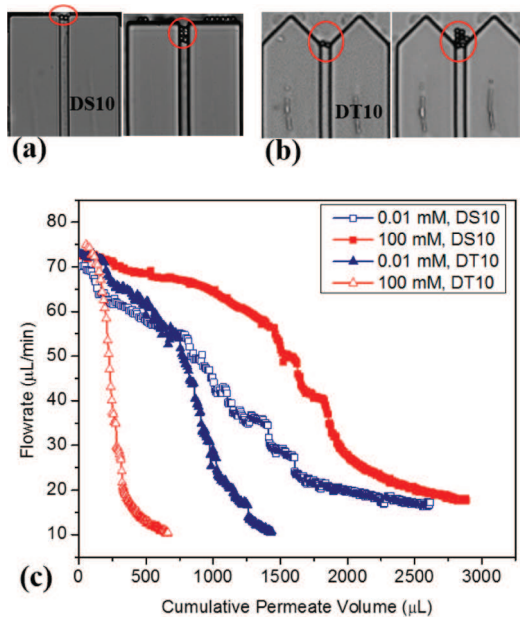 DS10
(a)
DT10
(b)
0.01 mM, DS10
100 mM, DS10
0.01 mM, DT10
100 mM, DT10
80
70
60
50
40
30
20
10
Flowrate (μL/min)
0 500 1000 1500 2000 2500 3000
Cumulative Permeate Volume (μL)
(c)